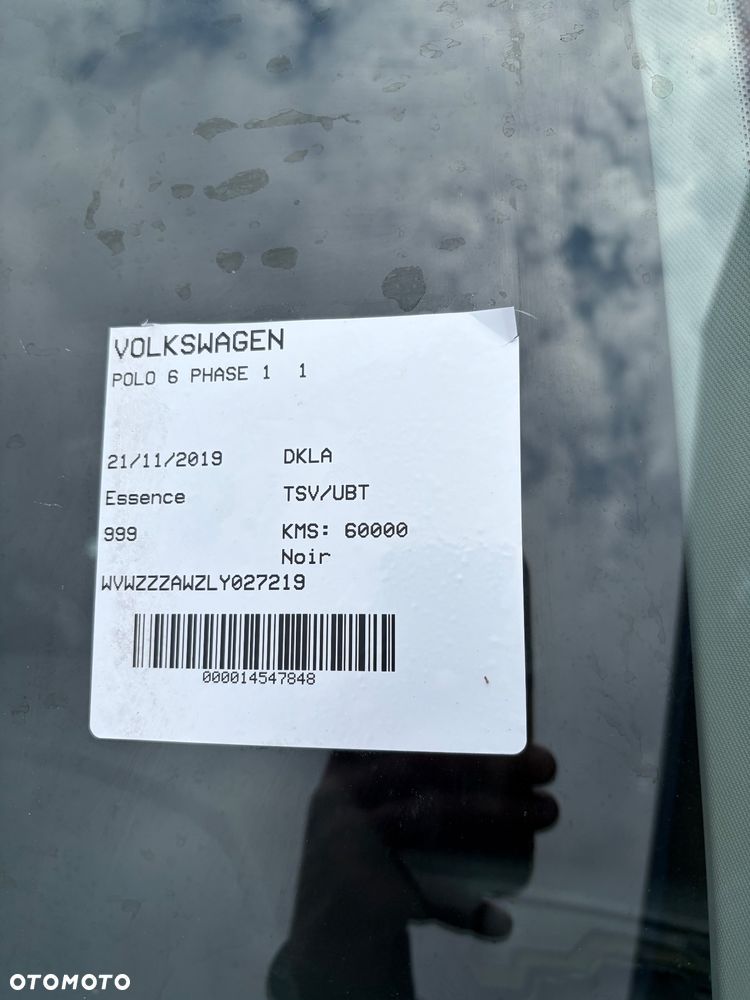 VOLKSWAGEN
POLO 6 PHASE 1 1
21/11/2019 DKLA
Essence TSV/UBT
999 KMS: 60000
Noir
WVWZZZAWZLY027219
000014547848
OTOMOTO